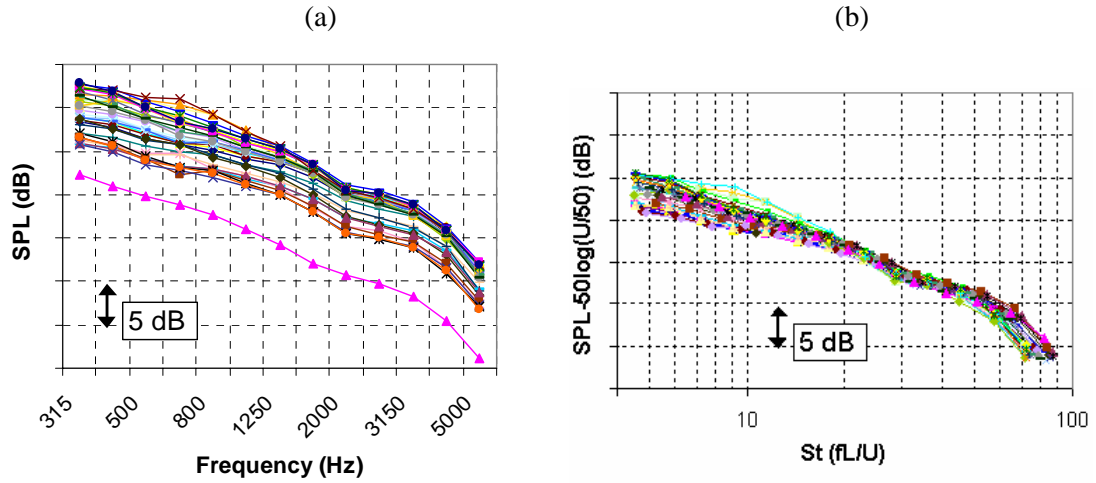 (a)
(b)
SPL (dB)
5 dB
315
500
800
1250
2000
3150
5000
Frequency (Hz)
SPL-50log(U/50) (dB)
5 dB
10
100
St (fL/U)